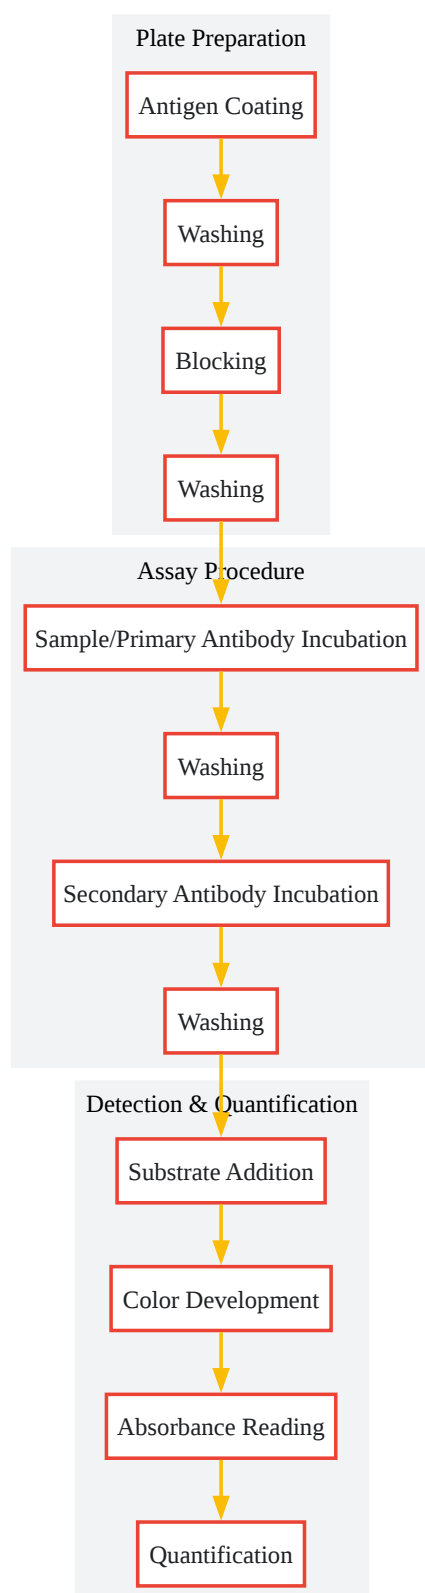 Plate Preparation
Antigen Coating
Washing
Blocking
Washing
Assay Procedure
Sample/Primary Antibody Incubation
Washing
Secondary Antibody Incubation
Washing
Detection & Quantification
Substrate Addition
Color Development
Absorbance Reading
Quantification